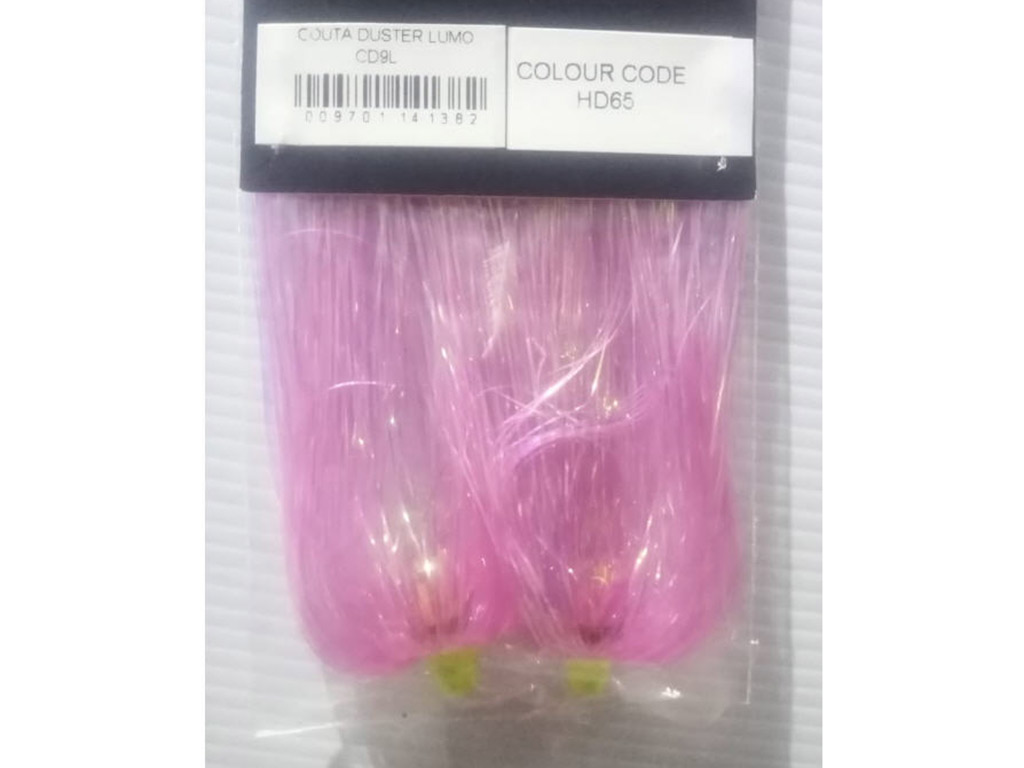 COUTA DUSTER LUMO
CD9L
009701 141382
COLOUR CODE
HD65